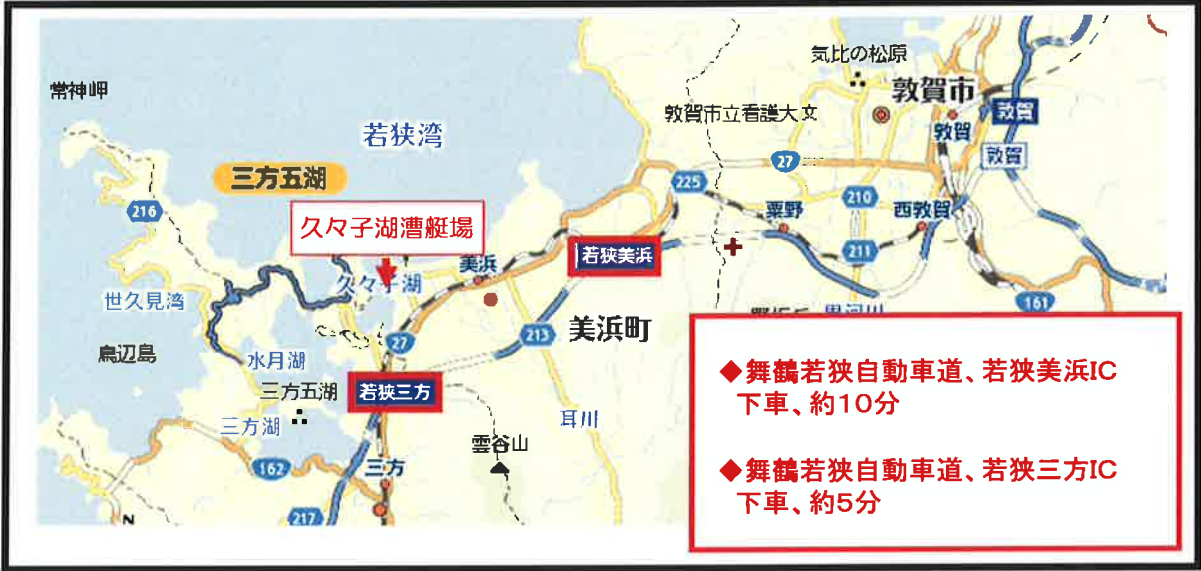 気比の松原
常神岬
敦賀市
敦賀市立看護大文
敦賀
敦賀
若狭湾
敦賀
27
三方五湖
225
216
210
粟野
西敦賀
久々子湖漕艇場
211
若狭美浜
美浜
久々子湖
世久見湾
161
美浜町
213
27
鳥辺島
水月湖
三方五湖
若狭三方
三方湖
耳川
雲谷山
162
三方
217
N
◆舞鶴若狭自動車道、若狭美浜IC
下車、約10分
◆舞鶴若狭自動車道、若狭三方IC
下車、約5分